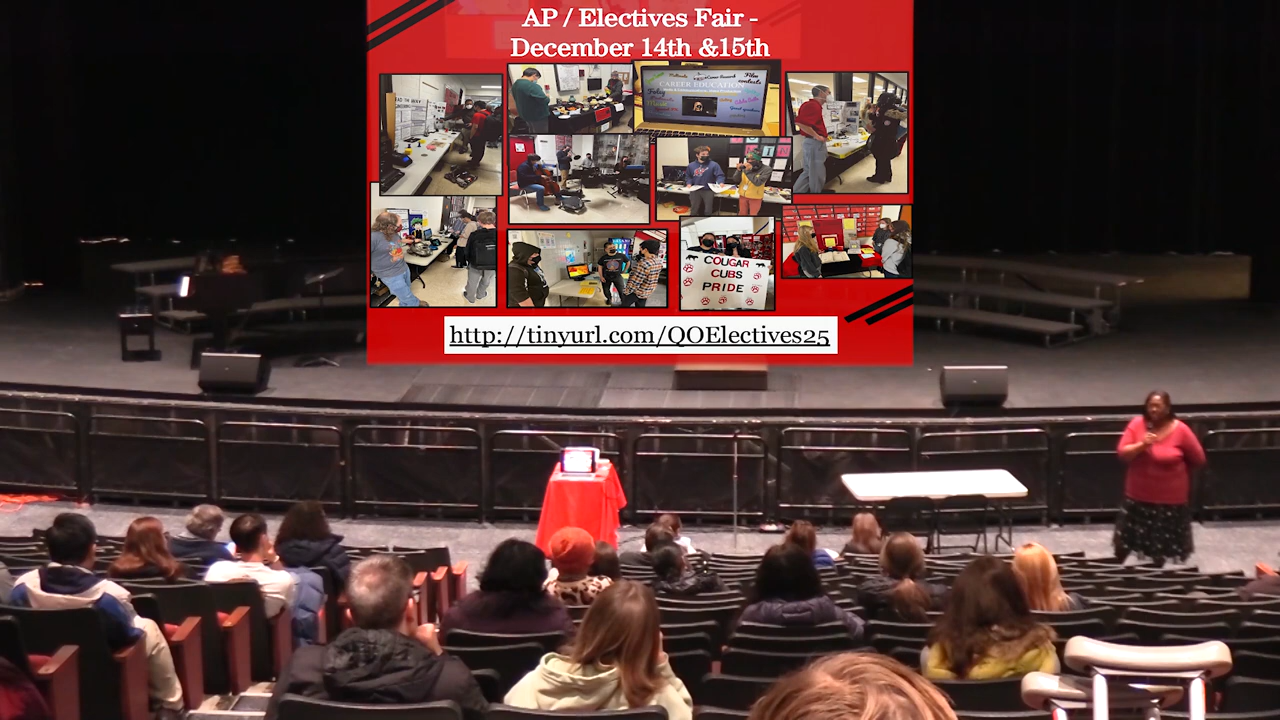 AP / Electives Fair -
December 14th &15th
CAREER EDUCATION
COUGAR
CUBS
PRIDE
http://tinyurl.com/QOElectives25